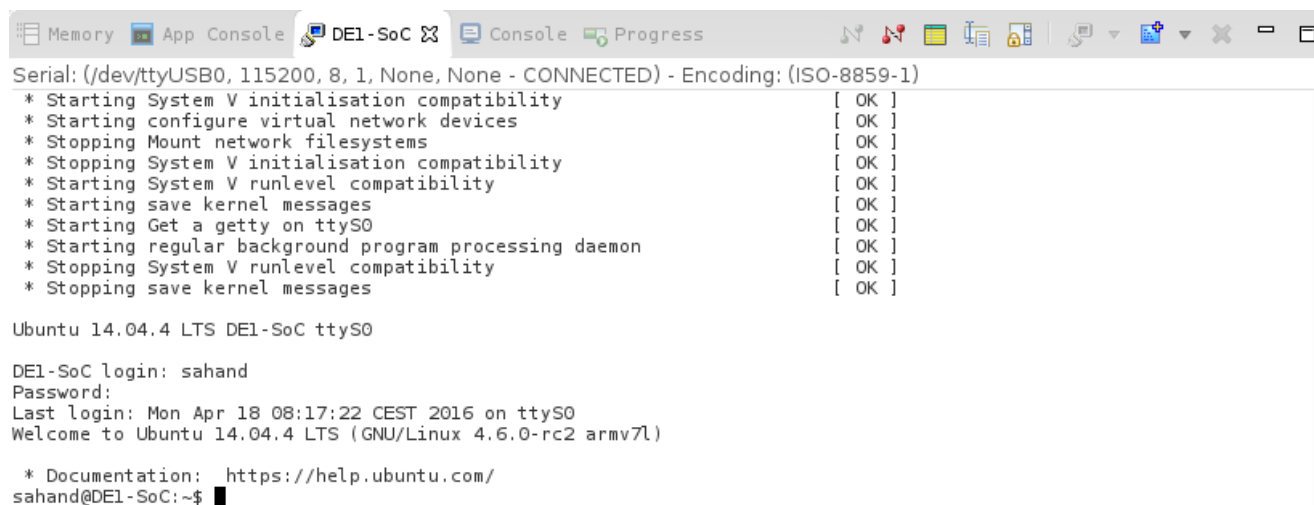 Memory App Console DE1-SoC Console Progress
Serial: (/dev/ttyUSB0, 115200, 8, 1, None, None - CONNECTED) - Encoding: (ISO-8859-1)
* Starting System V initialisation compatibility [ OK ]
* Starting configure virtual network devices [ OK ]
* Stopping Mount network filesystems [ OK ]
* Stopping System V initialisation compatibility [ OK ]
* Starting System V runlevel compatibility [ OK ]
* Starting save kernel messages [ OK ]
* Starting Get a getty on ttyS0 [ OK ]
* Starting regular background program processing daemon [ OK ]
* Stopping System V runlevel compatibility [ OK ]
* Stopping save kernel messages [ OK ]
Ubuntu 14.04.4 LTS DE1-SoC ttyS0
DE1-SoC login: sahand
Password:
Last login: Mon Apr 18 08:17:22 CEST 2016 on ttyS0
Welcome to Ubuntu 14.04.4 LTS (GNU/Linux 4.6.0-rc2 armv7l)
* Documentation: https://help.ubuntu.com/
sahand@DE1-SoC:~$